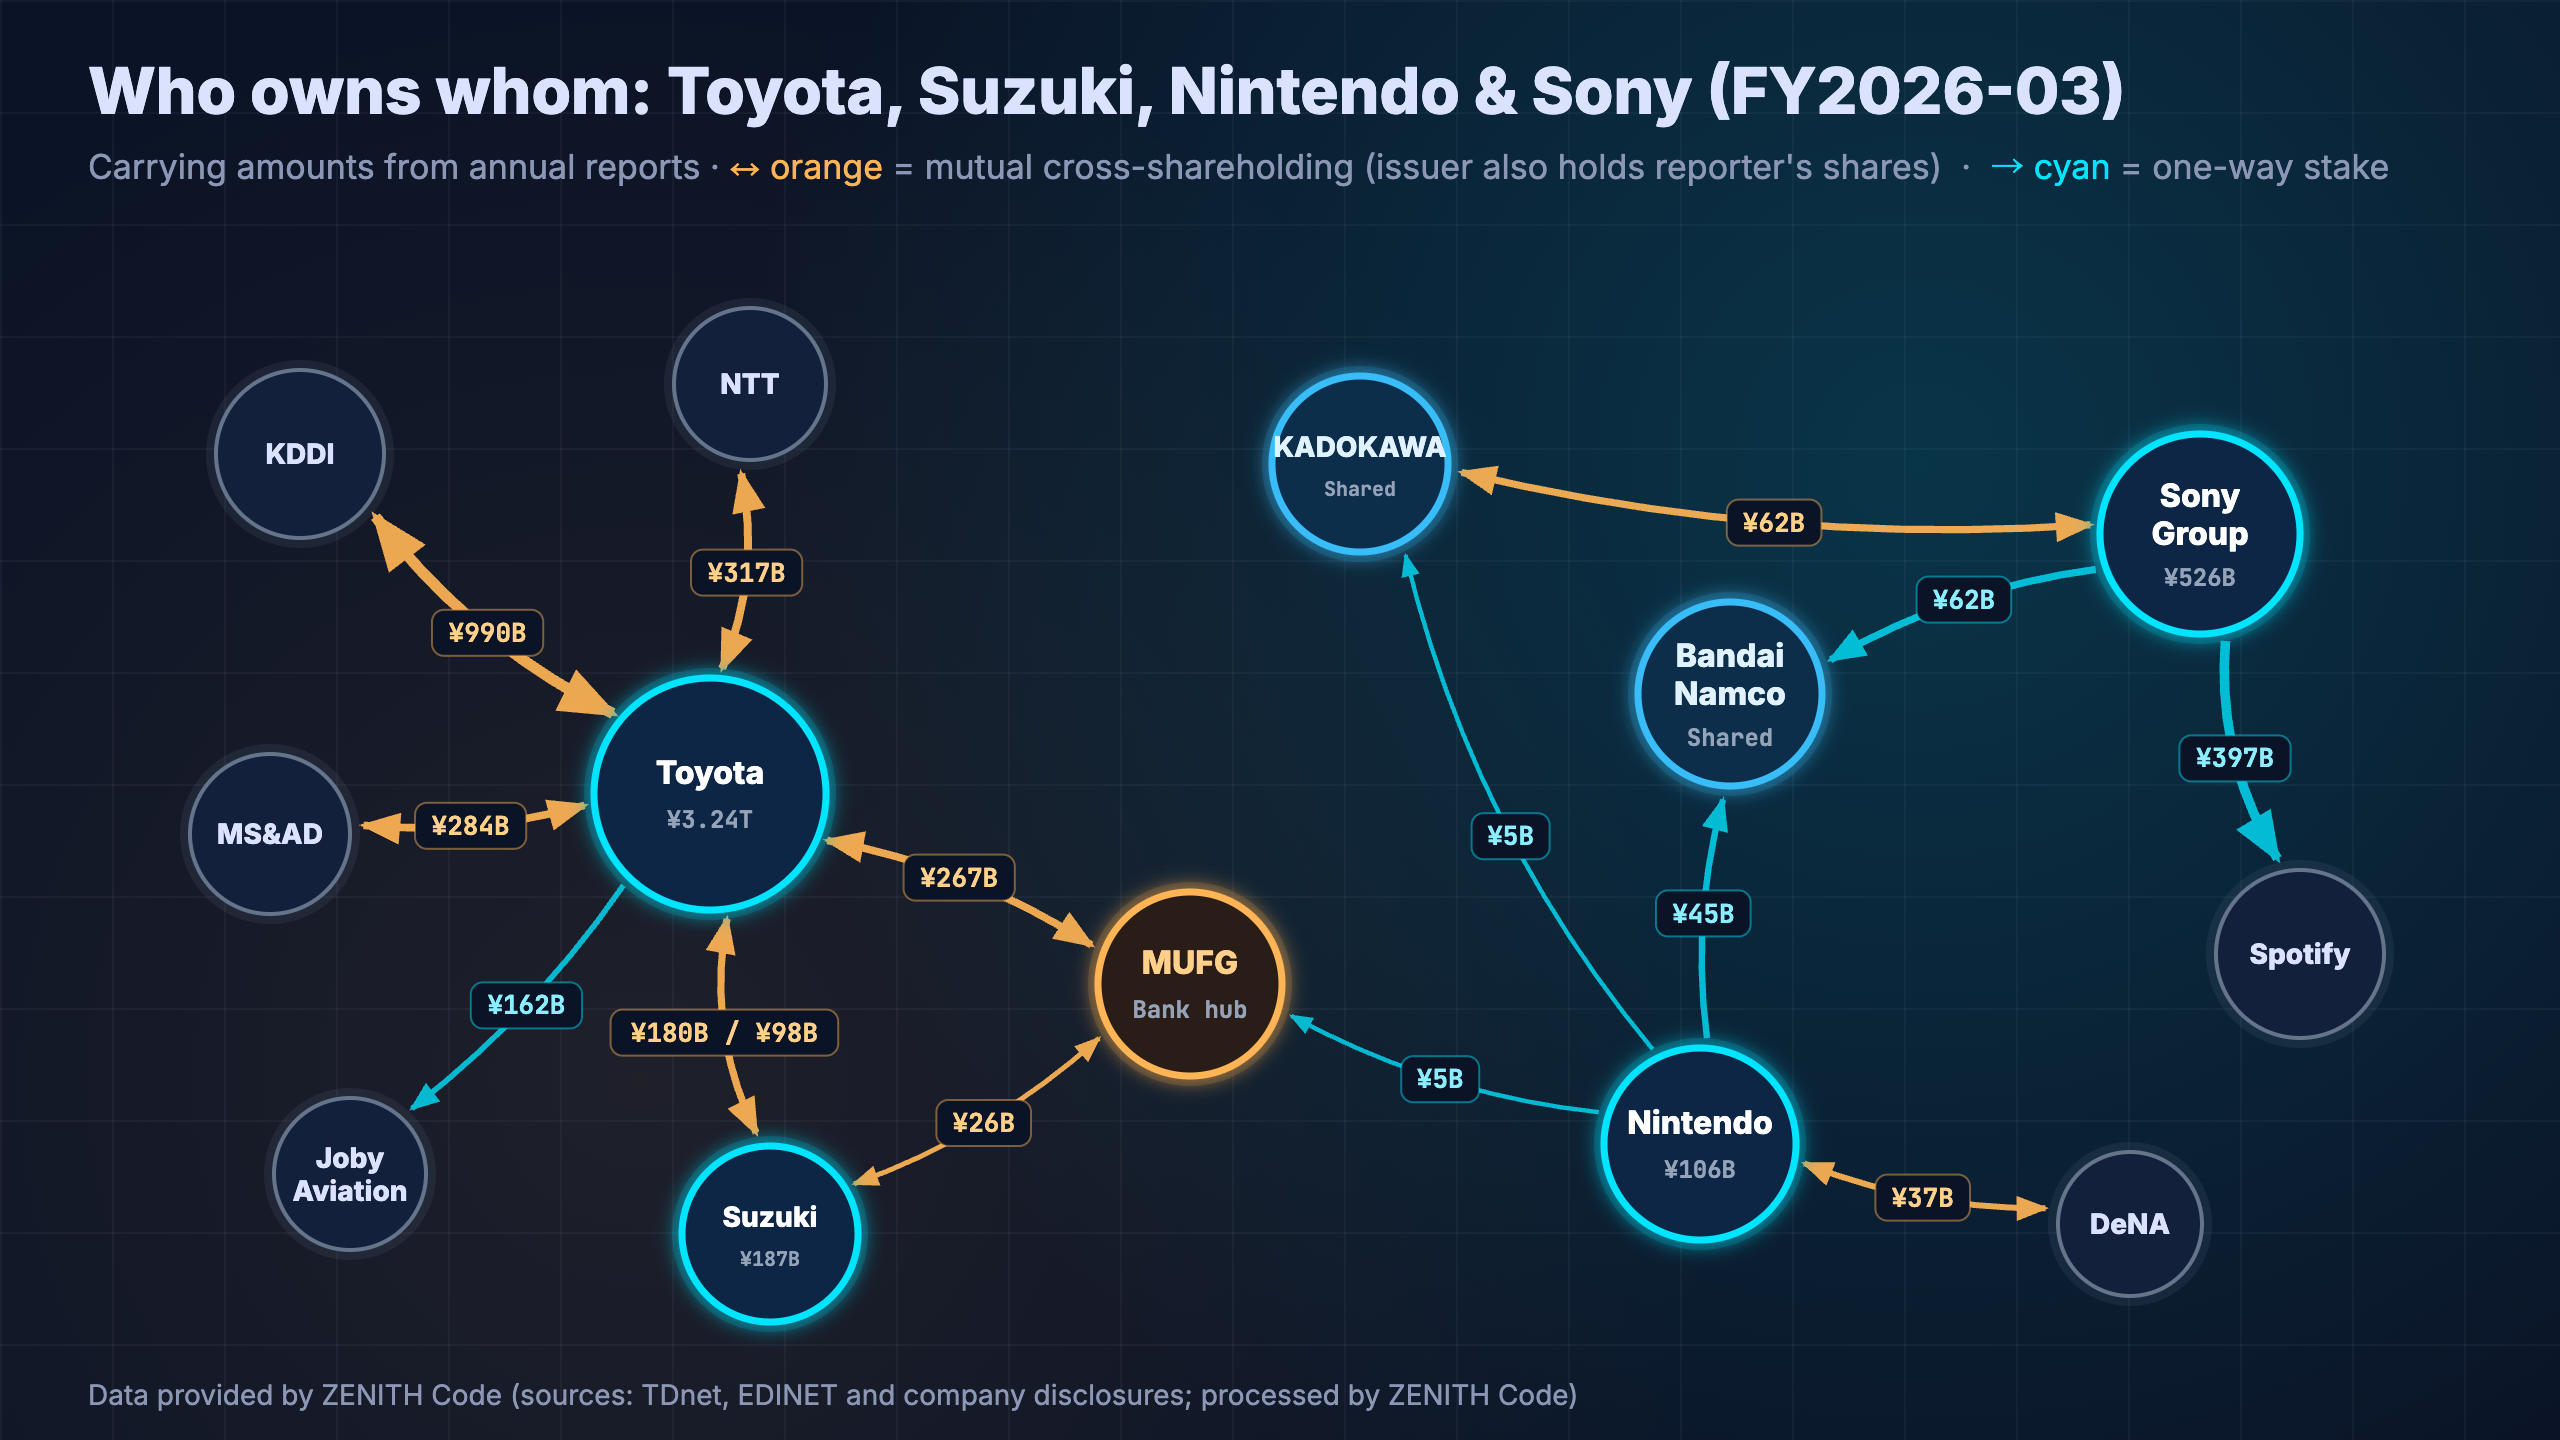 Who owns whom: Toyota, Suzuki, Nintendo & Sony (FY2026-03)
Carrying amounts from annual reports · ↔ orange = mutual cross-shareholding (issuer also holds reporter's shares) · → cyan = one-way stake
NTT
KDDI
KADOKAWA
Shared
Sony
Group
¥526B
¥62B
¥317B
¥62B
¥990B
Bandai
Namco
Shared
¥397B
Toyota
¥3.24T
MS&AD
¥284B
¥5B
¥267B
¥45B
Spotify
MUFG
Bank hub
¥162B
¥180B / ¥98B
¥5B
¥26B
Nintendo
¥106B
Joby
Aviation
¥37B
DeNA
Suzuki
¥187B
Data provided by ZENITH Code (sources: TDnet, EDINET and company disclosures; processed by ZENITH Code)